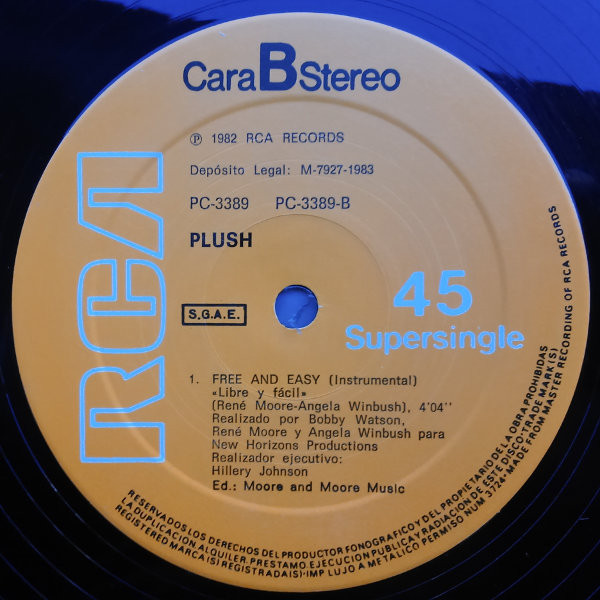 Cara B Stereo
℗ 1982 RCA RECORDS
Depósito Legal: M-7927-1983
PC-3389 PC-3389-B
PLUSH
RCA
S.G.A.E.
45
Supersingle
1. FREE AND EASY (Instrumental)
«Libre y fácil»
(René Moore-Angela Winbush), 4'04''
Realizado por Bobby Watson,
René Moore y Angela Winbush para
New Horizons Productions
Realizador ejecutivo:
Hillery Johnson
Ed.: Moore and Moore Music
RESERVADOS LOS DERECHOS DEL PRODUCTOR FONOGRAFICO Y DEL PROPIETARIO DE LA OBRA PROHIBIDAS
LA DUPLICACION, ALQUILER, PRESTAMO, EJECUCION PUBLICA Y RADIACION DE ESTE DISCO-TRADE MARK(S)
REGISTERED MARCA(S) REGISTRADA(S)-IMP LUJO A METALICO PERMISO NUM 3724•MADE FROM MASTER RECORDING OF RCA RECORDS